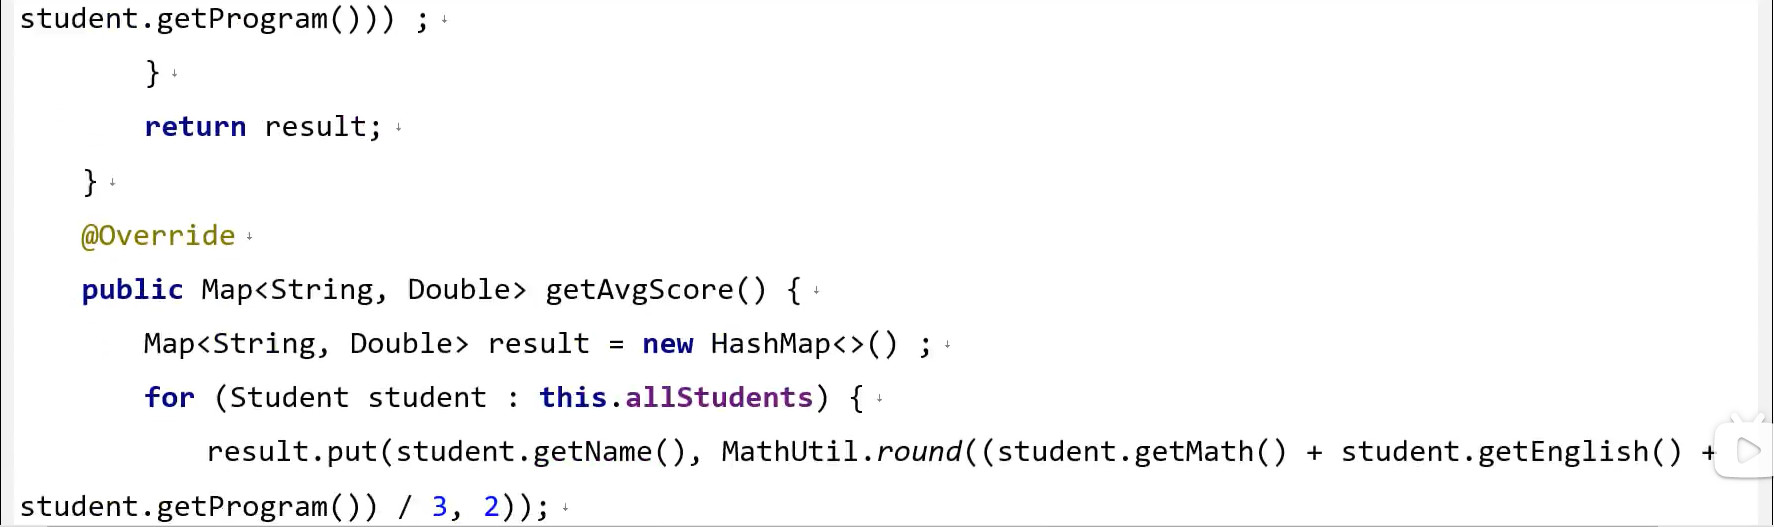 student.getProgram())) ;
}
return result;
}
@Override
public Map<String, Double> getAvgScore() {
Map<String, Double> result = new HashMap<>() ;
for (Student student : this.allStudents) {
result.put(student.getName(), MathUtil.round((student.getMath() + student.getEnglish() +
student.getProgram()) / 3, 2));